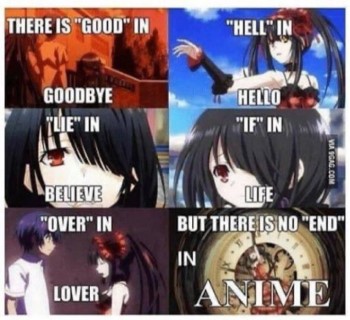 THERE IS "GOOD" IN
GOODBYE
"HELL" IN
HELLO
"LIE" IN
BELIEVE
"IF" IN
LIFE
VIA 9GAG.COM
"OVER" IN
LOVER
BUT THERE IS NO "END"
IN
ANIME